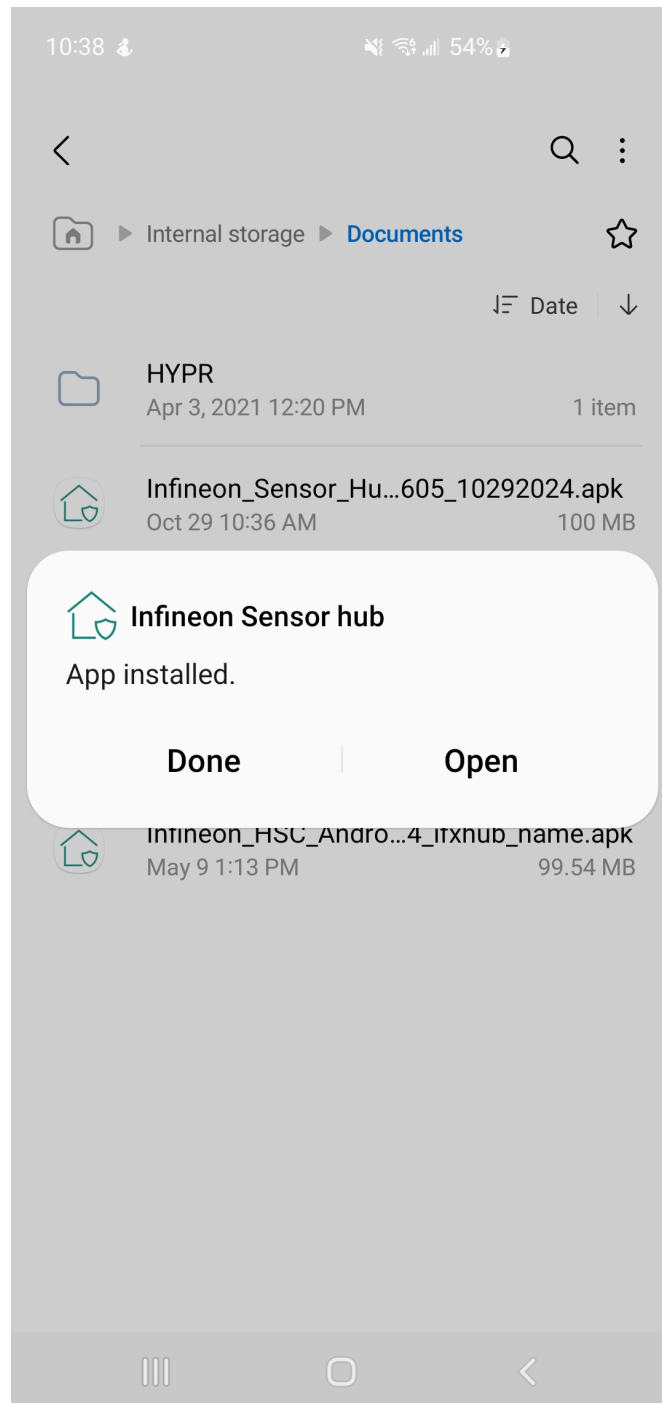 10:38 54%
Internal storage Documents
Date
HYPR
Apr 3, 2021 12:20 PM 1 item
Infineon_Sensor_Hu...605_10292024.apk
Oct 29 10:36 AM 100 MB
Infineon Sensor hub
App installed.
Done Open
Infineon_HSC_Andro...4_ifxhub_name.apk
May 9 1:13 PM 99.54 MB